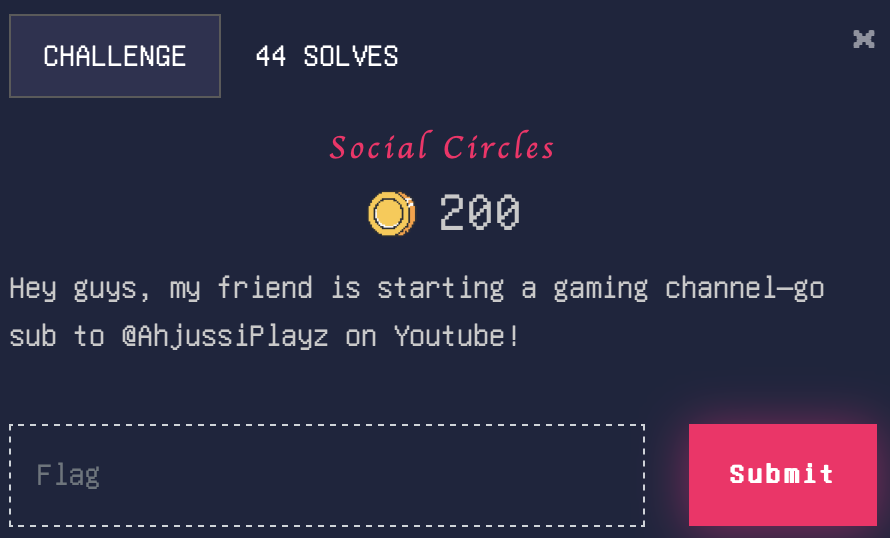 CHALLENGE
44 SOLVES
Social Circles
200
Hey guys, my friend is starting a gaming channel—go
sub to @AhjussiPlayz on Youtube!
Flag
Submit